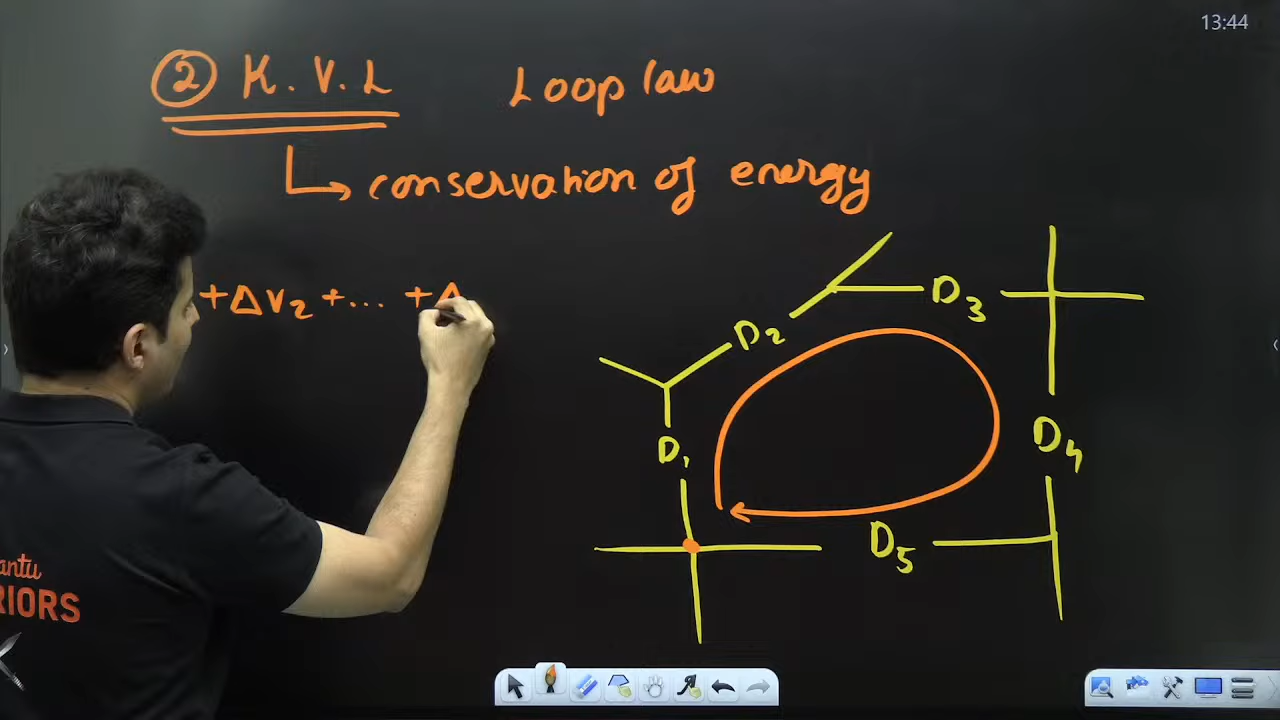 13:44
② K.V.L Loop law
conservation of energy
+ΔV₂ +... +Δ
D₃
D₂
D₁
D₄
D₅
antu
RIORS